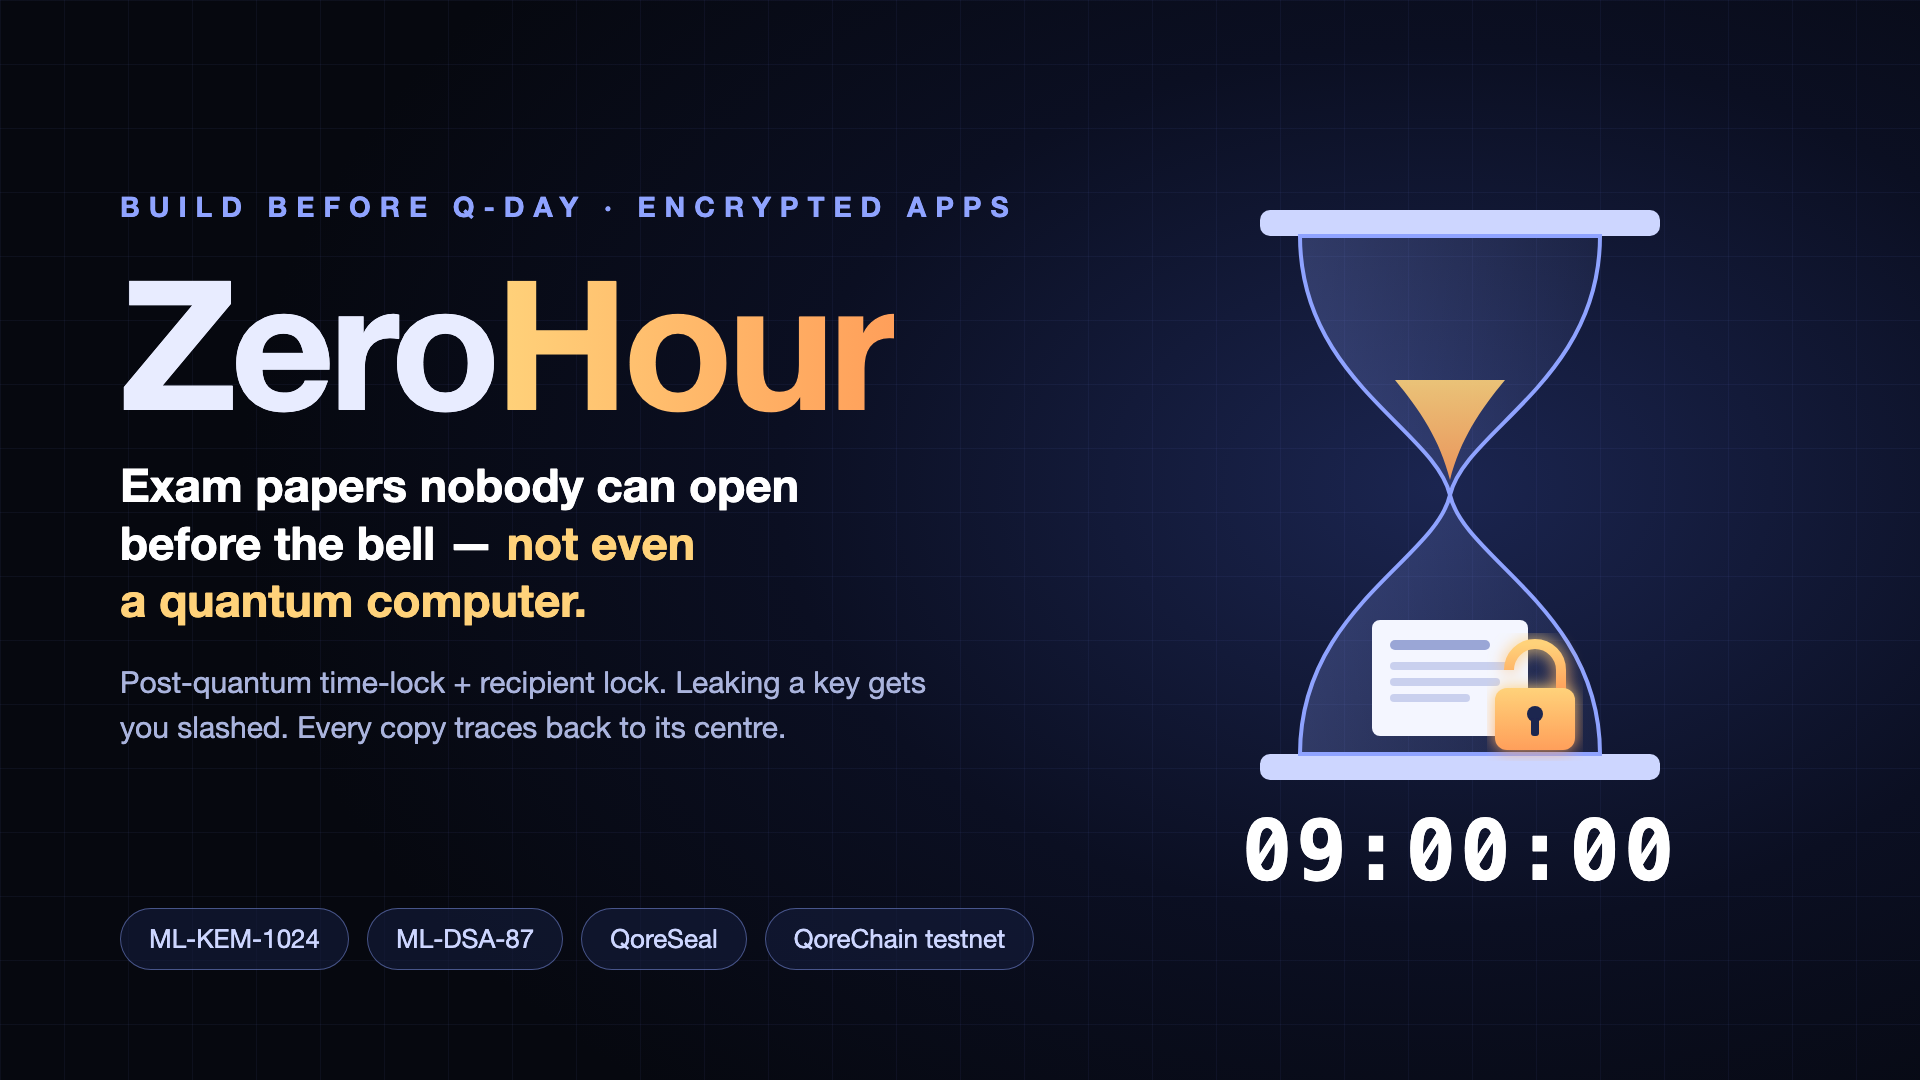 BUILD BEFORE Q-DAY · ENCRYPTED APPS
ZeroHour
Exam papers nobody can open
before the bell — not even
a quantum computer.
Post-quantum time-lock + recipient lock. Leaking a key gets
you slashed. Every copy traces back to its centre.
09:00:00
ML-KEM-1024
ML-DSA-87
QoreSeal
QoreChain testnet